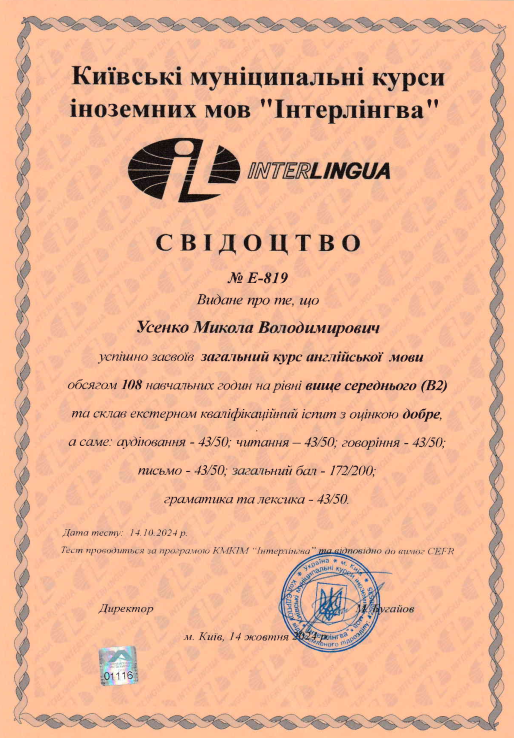 Київські муніципальні курси
іноземних мов "Інтерлінгва"
INTERLINGUA
СВІДОЦТВО
№ Е-819
Видане про те, що
Усенко Микола Володимирович
успішно засвоїв загальний курс англійської мови
обсягом 108 навчальних годин на рівні вище середнього (В2)
та склав екстерном кваліфікаційний іспит з оцінкою добре,
а саме: аудіювання - 43/50; читання – 43/50; говоріння - 43/50;
письмо - 43/50; загальний бал - 172/200;
граматика та лексика - 43/50.
Дата тесту: 14.10.2024 р.
Тест проводиться за програмою КМКІМ "Інтерлінгва" та відповідно до вимог CEFR
Україна * м. Київ
Директор
М. Бугайов
м. Київ, 14 жовтня 2024 р.
01116